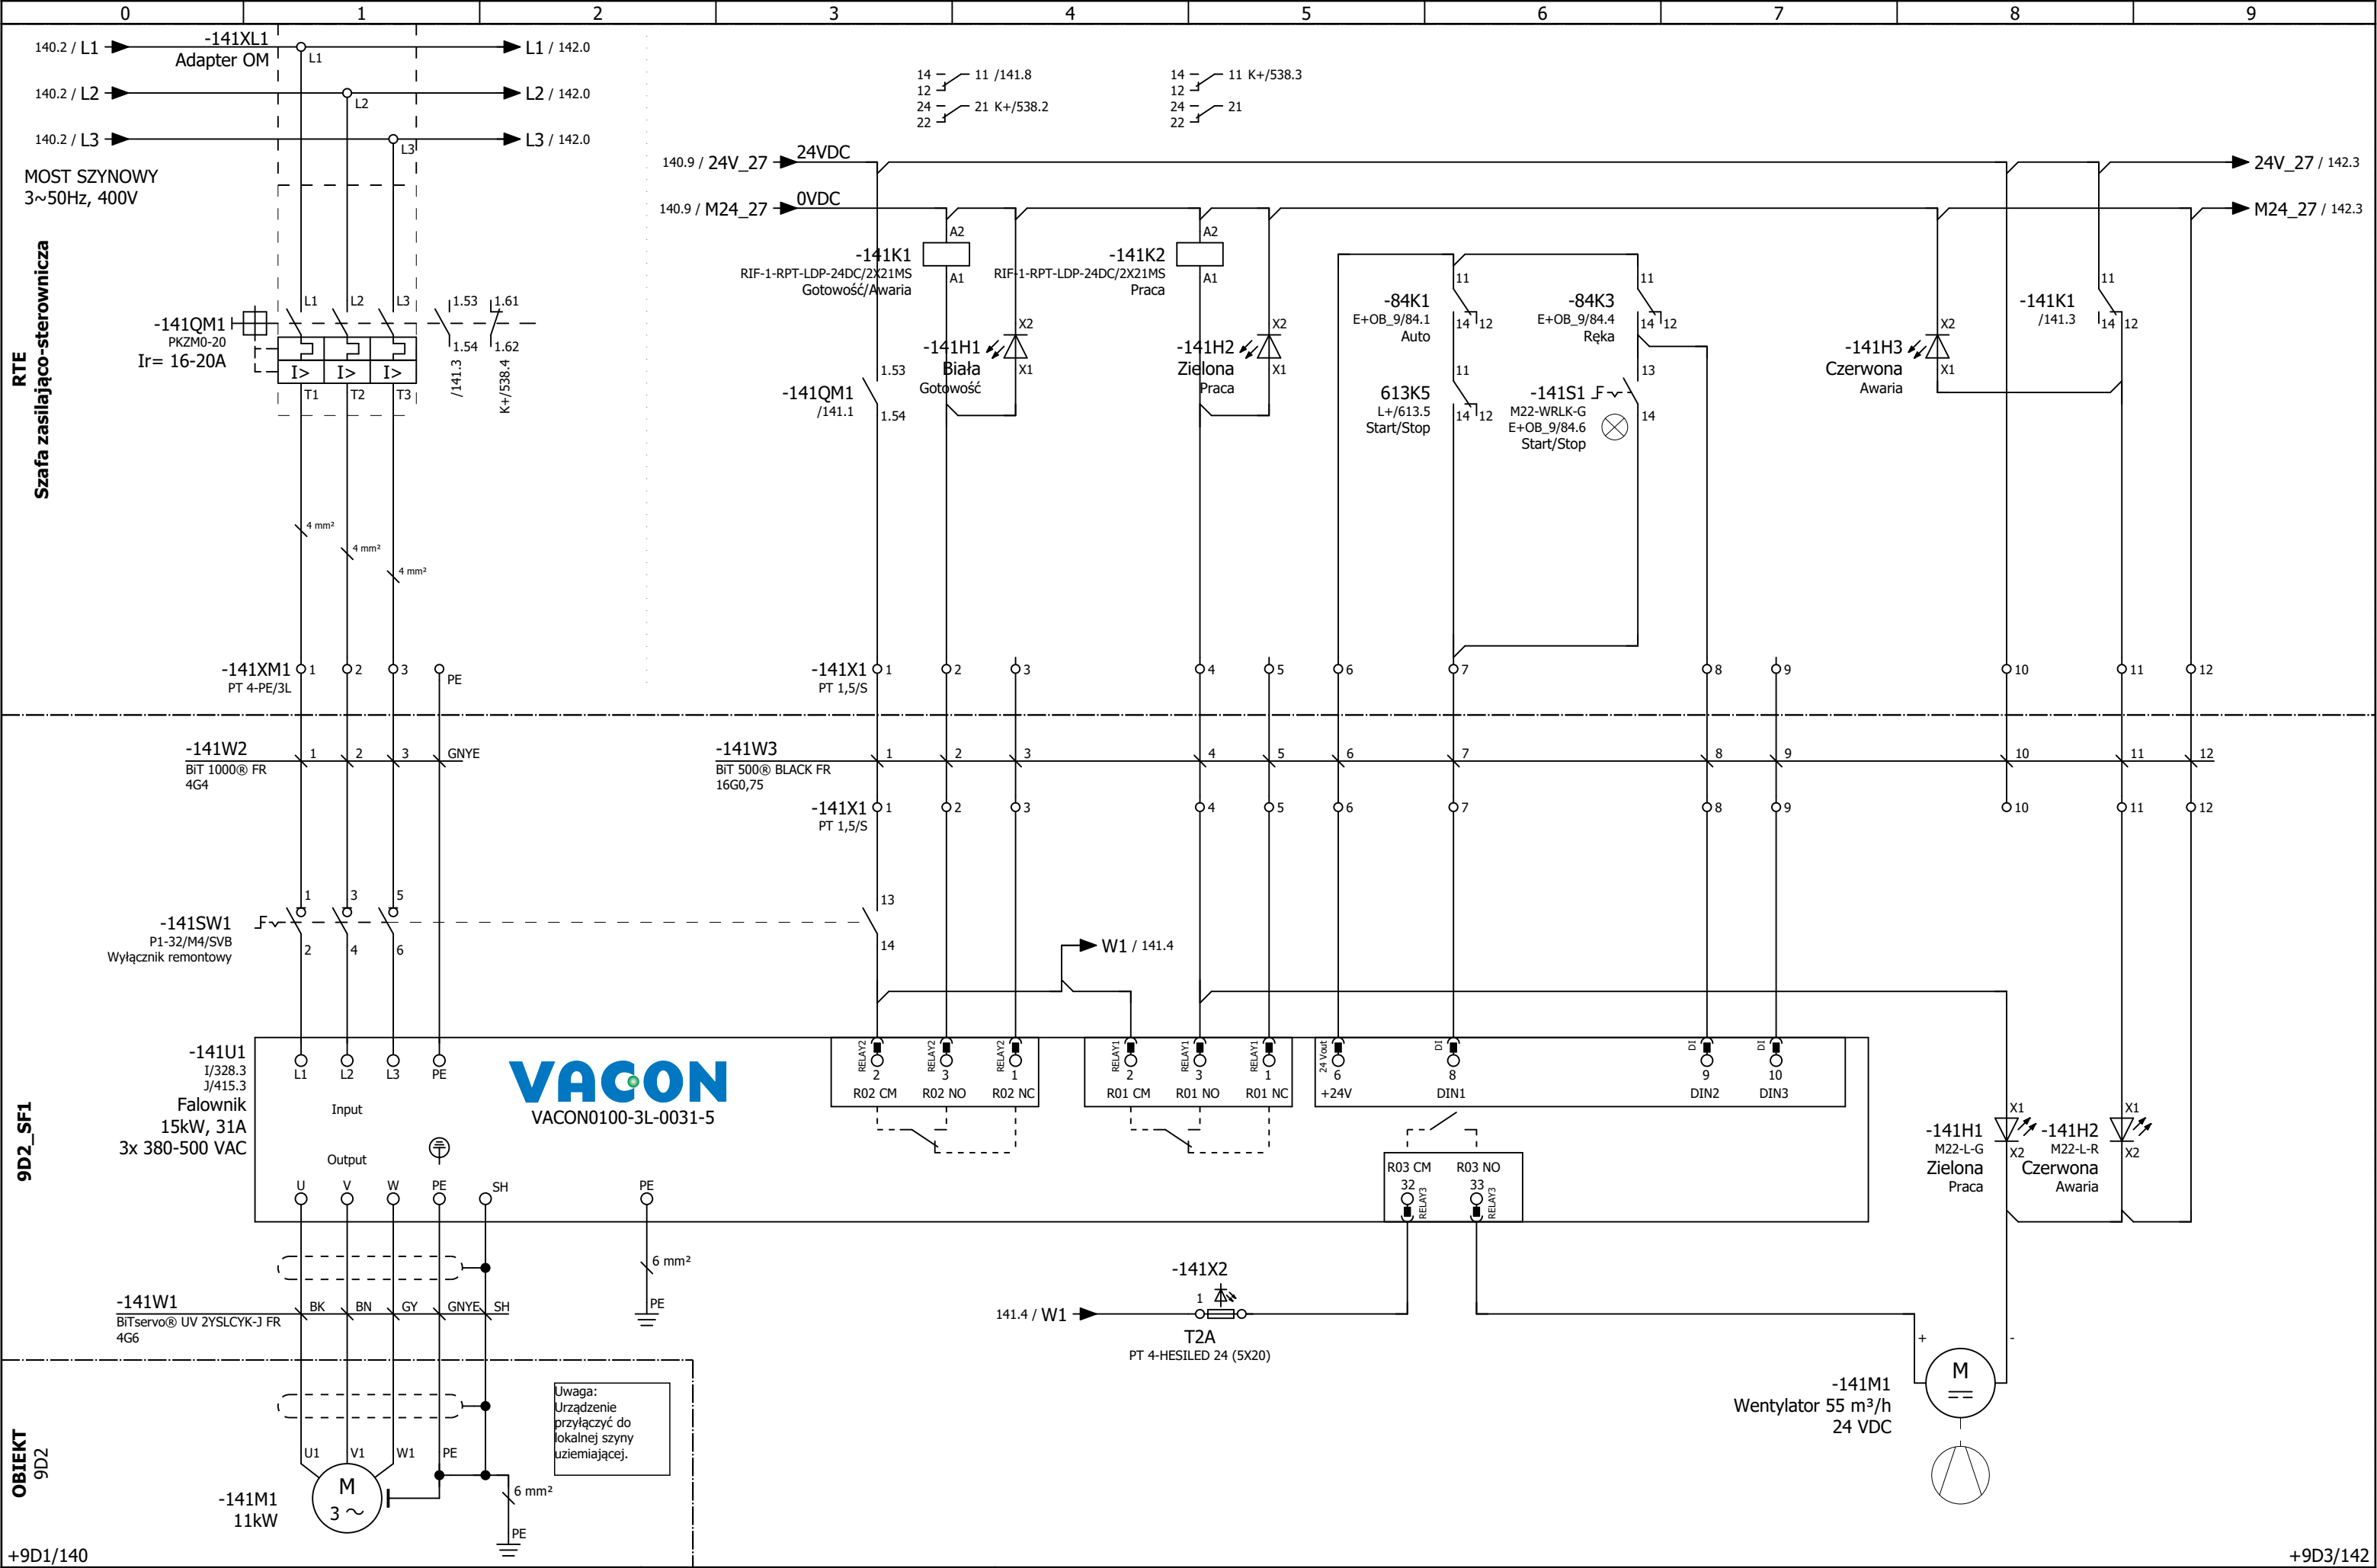 0 1 2 3 4 5 6 7 8 9
140.2 / L1
-141XL1
Adapter OM
L1
L1 / 142.0
140.2 / L2
L2
L2 / 142.0
140.2 / L3
L3
L3 / 142.0
MOST SZYNOWY
3~50Hz, 400V
RTE
Szafa zasilająco-sterownicza
14
11 /141.8
12
24
21 K+/538.2
22
14
11 K+/538.3
12
24
21
22
140.9 / 24V_27
24VDC
24V_27 / 142.3
140.9 / M24_27
0VDC
M24_27 / 142.3
-141QM1
PKZM0-20
Ir= 16-20A
L1 L2 L3
I> I> I>
T1 T2 T3
1.53
1.54
/141.3
1.61
1.62
K+/538.4
-141K1
RIF-1-RPT-LDP-24DC/2X21MS
Gotowość/Awaria
A2
A1
-141H1
Biała
Gotowość
X2
X1
-141QM1
/141.1
1.53
1.54
-141K2
RIF-1-RPT-LDP-24DC/2X21MS
Praca
A2
A1
-141H2
Zielona
Praca
X2
X1
-84K1
E+OB_9/84.1
Auto
11
14 12
613K5
L+/613.5
Start/Stop
11
14 12
-84K3
E+OB_9/84.4
Ręka
11
14 12
-141S1
M22-WRLK-G
E+OB_9/84.6
Start/Stop
13
14
-141H3
Czerwona
Awaria
X2
X1
-141K1
/141.3
11
14 12
4 mm²
4 mm²
4 mm²
-141XM1
PT 4-PE/3L
1 2 3 PE
-141X1
PT 1,5/S
1 2 3 4 5 6 7 8 9 10 11 12
-141W2
BiT 1000® FR
4G4
1 2 3 GNYE
-141W3
BiT 500® BLACK FR
16G0,75
1 2 3 4 5 6 7 8 9 10 11 12
-141X1
PT 1,5/S
1 2 3 4 5 6 7 8 9 10 11 12
-141SW1
P1-32/M4/SVB
Wyłącznik remontowy
1 3 5
2 4 6
13
14
W1 / 141.4
9D2_SF1
-141U1
I/328.3
J/415.3
Falownik
15kW, 31A
3x 380-500 VAC
L1 L2 L3 PE
Input
Output
VACON
VACON0100-3L-0031-5
RELAY2 RELAY2 RELAY2
2 3 1
R02 CM R02 NO R02 NC
RELAY1 RELAY1 RELAY1
2 3 1
R01 CM R01 NO R01 NC
24 Vout DI DI DI
6 8 9 10
+24V DIN1 DIN2 DIN3
R03 CM R03 NO
32 33
RELAY3 RELAY3
-141H1
M22-L-G
Zielona
Praca
X1
X2
-141H2
M22-L-R
Czerwona
Awaria
X1
X2
U V W PE SH PE
6 mm²
PE
-141W1
BiTservo® UV 2YSLCYK-J FR
4G6
BK BN GY GNYE SH
141.4 / W1
-141X2
1
T2A
PT 4-HESILED 24 (5X20)
+ -
-141M1
Wentylator 55 m³/h
24 VDC
M
OBIEKT
9D2
Uwaga:
Urządzenie
przyłączyć do
lokalnej szyny
uziemiającej.
U1 V1 W1 PE
-141M1
11kW
M
3 ~
6 mm²
PE
+9D1/140
+9D3/142